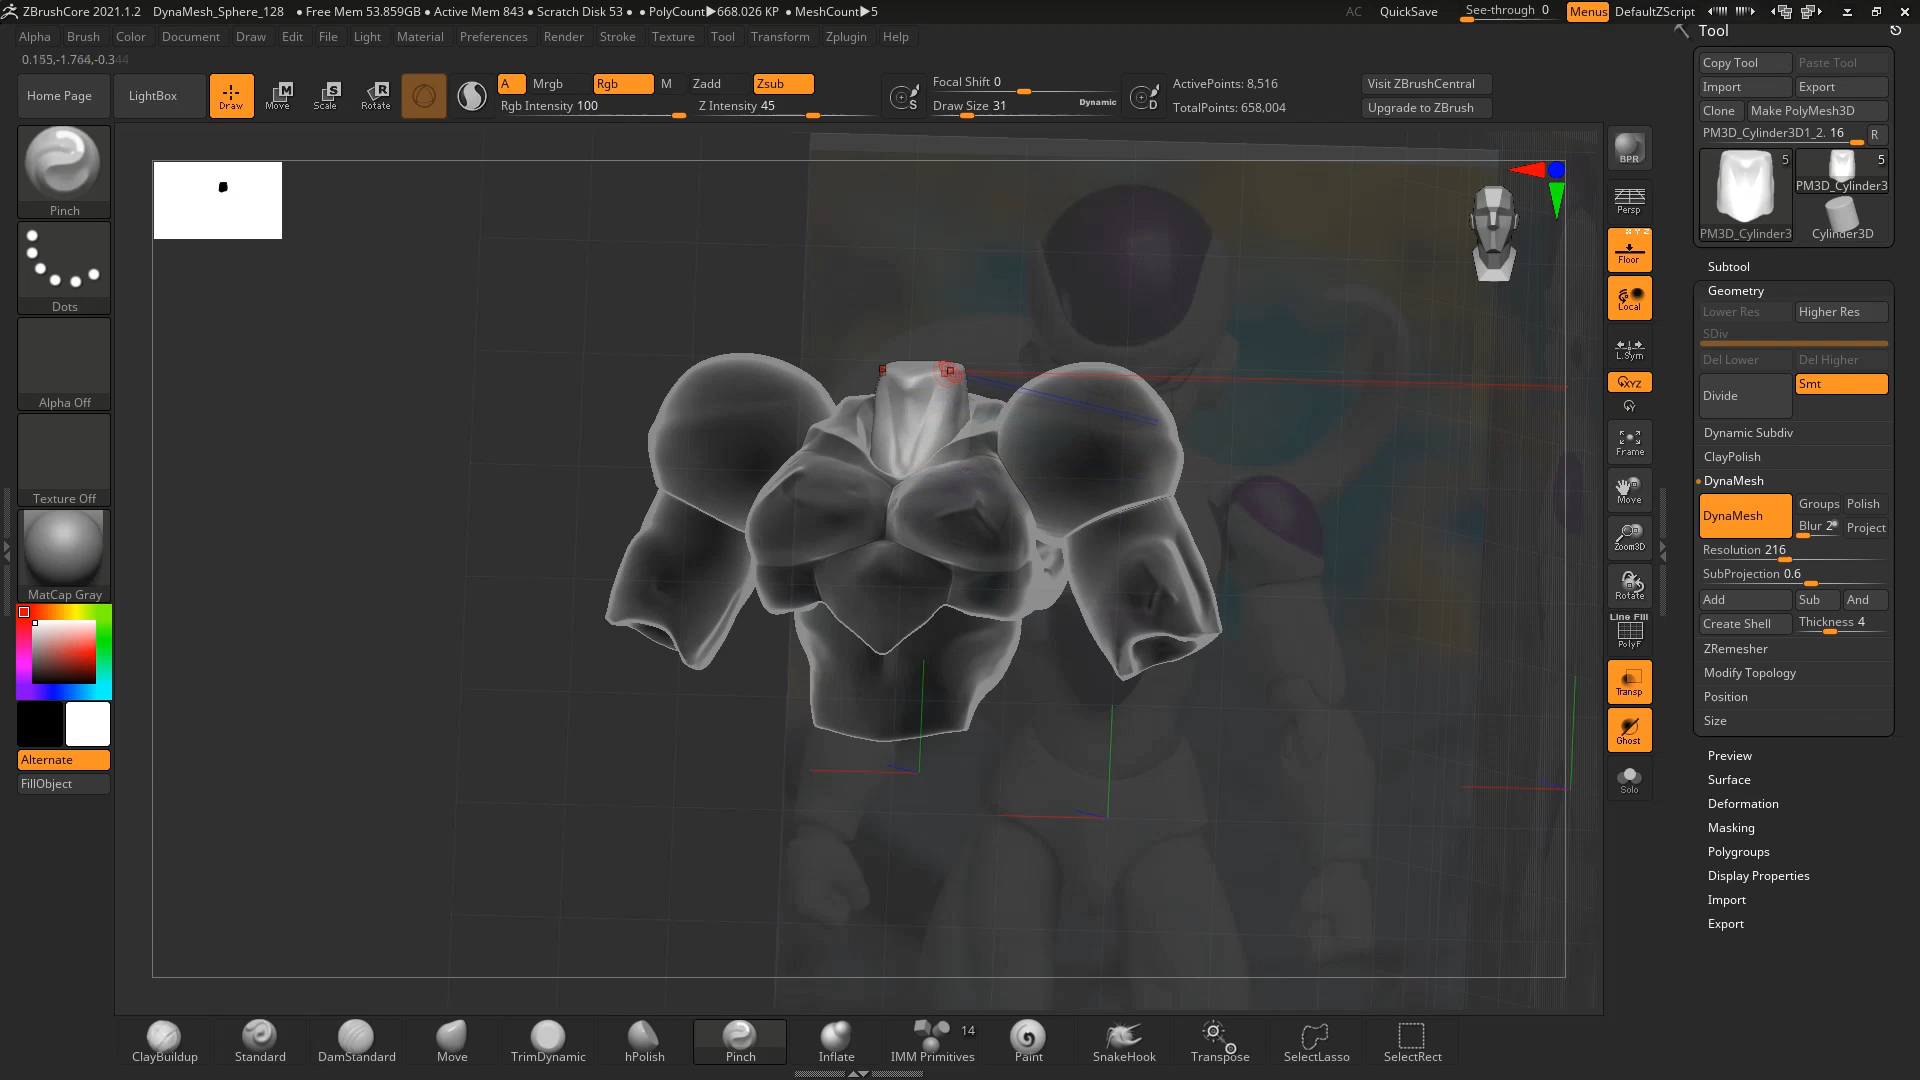 ZBrushCore 2021.1.2 DynaMesh_Sphere_128 • Free Mem 53.859GB • Active Mem 843 • Scratch Disk 53 • PolyCount▶668.026 KP • MeshCount▶5 AC QuickSave See-through 0 Menus DefaultZScript
Alpha Brush Color Document Draw Edit File Light Material Preferences Render Stroke Texture Tool Transform Zplugin Help
0.155,-1.764,-0.344
Home Page
LightBox
Draw
Move
Scale
Rotate
A Mrgb Rgb M Zadd Zsub
Rgb Intensity 100 Z Intensity 45
S
Focal Shift 0
Draw Size 31 Dynamic
D
ActivePoints: 8,516
TotalPoints: 658,004
Visit ZBrushCentral
Upgrade to ZBrush
Pinch
Dots
Alpha Off
Texture Off
MatCap Gray
Alternate
FillObject
BPR
Persp
X Y Z
Floor
Local
L.Sym
XYZ
Y
Frame
Move
Zoom3D
Rotate
Line Fill
PolyF
Transp
Ghost
Solo
Tool
Copy Tool Paste Tool
Import Export
Clone Make PolyMesh3D
PM3D_Cylinder3D1_2. 16 R
5 5
PM3D_Cylinder3
PM3D_Cylinder3 Cylinder3D
Subtool
Geometry
Lower Res Higher Res
SDiv
Del Lower Del Higher
Divide Smt
Dynamic Subdiv
ClayPolish
DynaMesh
DynaMesh Groups Polish
Blur 2 Project
Resolution 216
SubProjection 0.6
Add Sub And
Create Shell Thickness 4
ZRemesher
Modify Topology
Position
Size
Preview
Surface
Deformation
Masking
Polygroups
Display Properties
Import
Export
ClayBuildup Standard DamStandard Move TrimDynamic hPolish Pinch Inflate IMM Primitives 14 Paint SnakeHook Transpose SelectLasso SelectRect